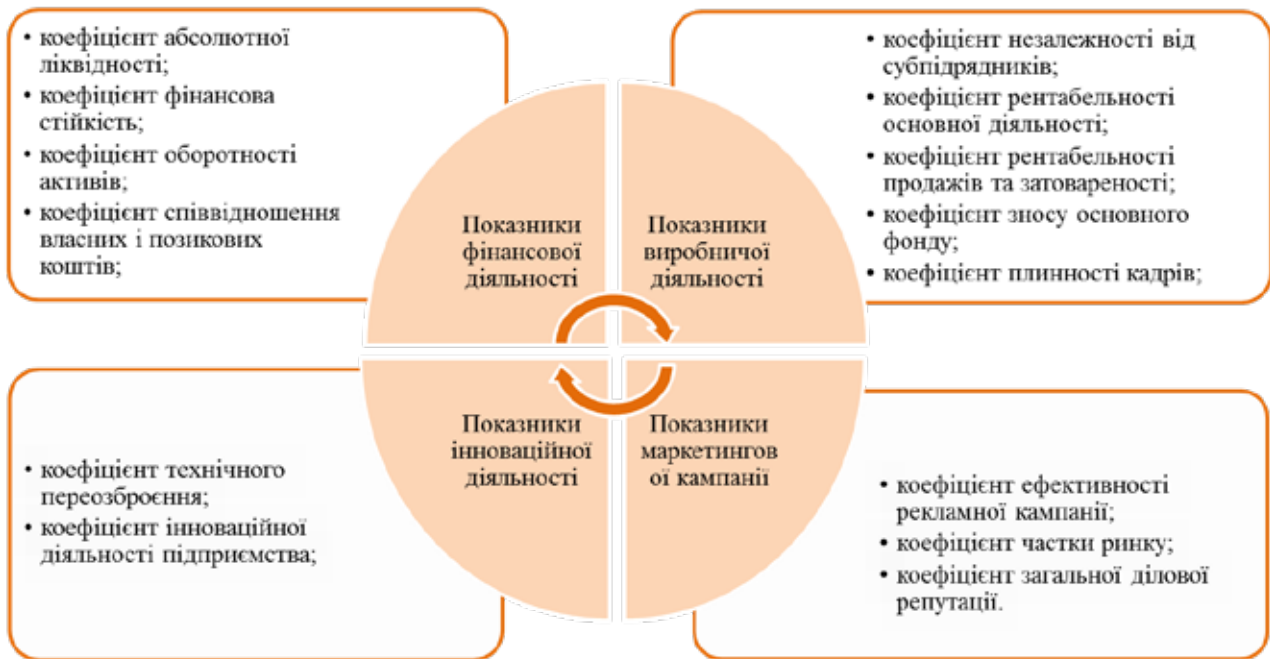 • коефіцієнт абсолютної
ліквідності;
• коефіцієнт фінансова
стійкість;
• коефіцієнт оборотності
активів;
• коефіцієнт співвідношення
власних і позикових
коштів;
• коефіцієнт незалежності від
субпідрядників;
• коефіцієнт рентабельності
основної діяльності;
• коефіцієнт рентабельності
продажів та затовареності;
• коефіцієнт зносу основного
фонду;
• коефіцієнт плинності кадрів;
Показники
фінансової
діяльності
Показники
виробничої
діяльності
Показники
інноваційної
діяльності
Показники
маркетингов
ої кампанії
• коефіцієнт технічного
переозброєння;
• коефіцієнт інноваційної
діяльності підприємства;
• коефіцієнт ефективності
рекламної кампанії;
• коефіцієнт частки ринку;
• коефіцієнт загальної ділової
репутації.